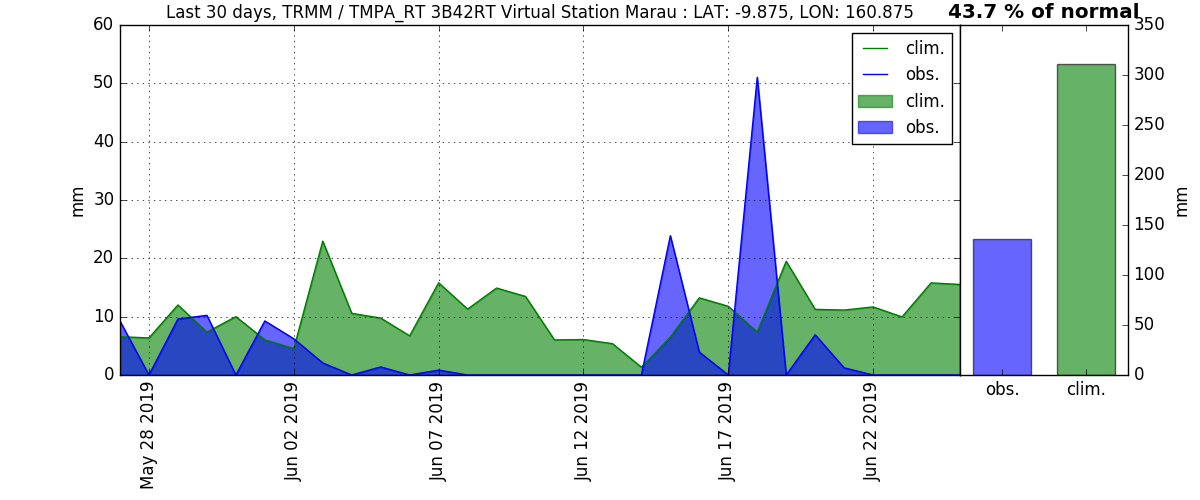 Last 30 days, TRMM / TMPA_RT 3B42RT Virtual Station Marau : LAT: -9.875, LON: 160.875
43.7 % of normal
60
50
40
30
20
10
0
mm
clim.
obs.
clim.
obs.
350
300
250
200
150
100
50
0
mm
May 28 2019
Jun 02 2019
Jun 07 2019
Jun 12 2019
Jun 17 2019
Jun 22 2019
obs.
clim.